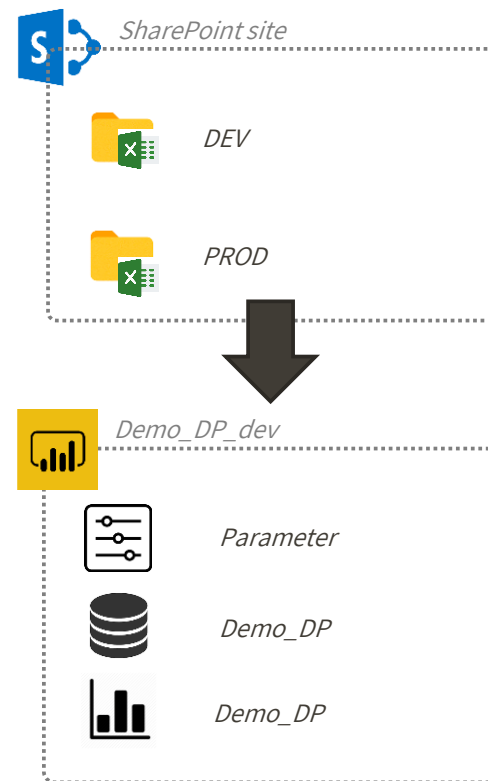 S
SharePoint site
DEV
X
PROD
X
Demo_DP_dev
Parameter
Demo_DP
Demo_DP